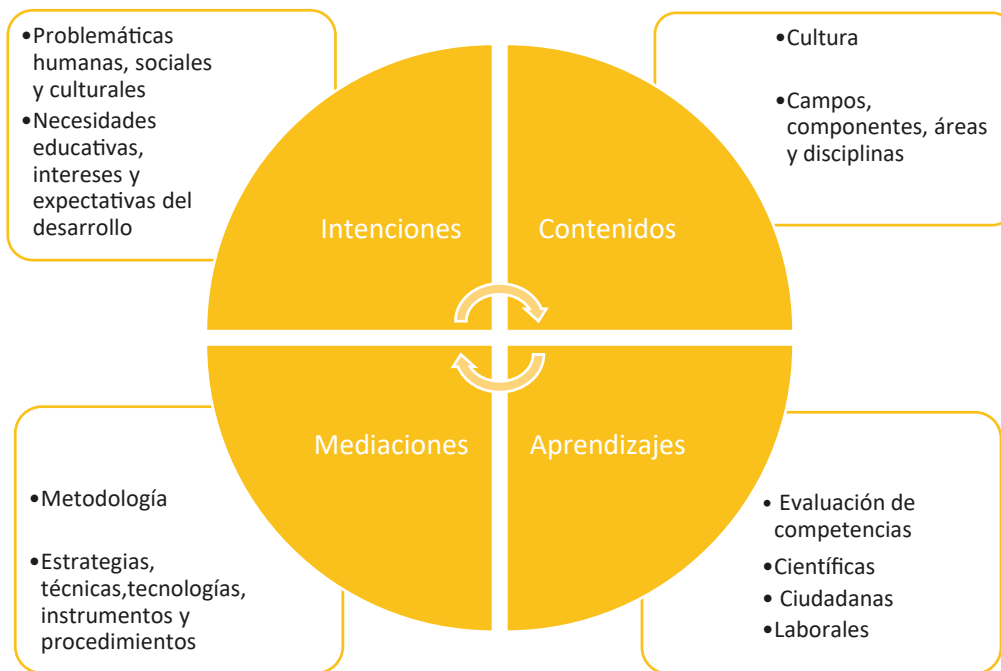 •Problemáticas
humanas, sociales
y culturales
•Necesidades
educativas,
intereses y
expectativas del
desarrollo
•Cultura
•Campos,
componentes, áreas
y disciplinas
Intenciones
Contenidos
Mediaciones
Aprendizajes
•Metodología
•Estrategias,
técnicas,tecnologías,
instrumentos y
procedimientos
• Evaluación de
competencias
•Científicas
• Ciudadanas
•Laborales